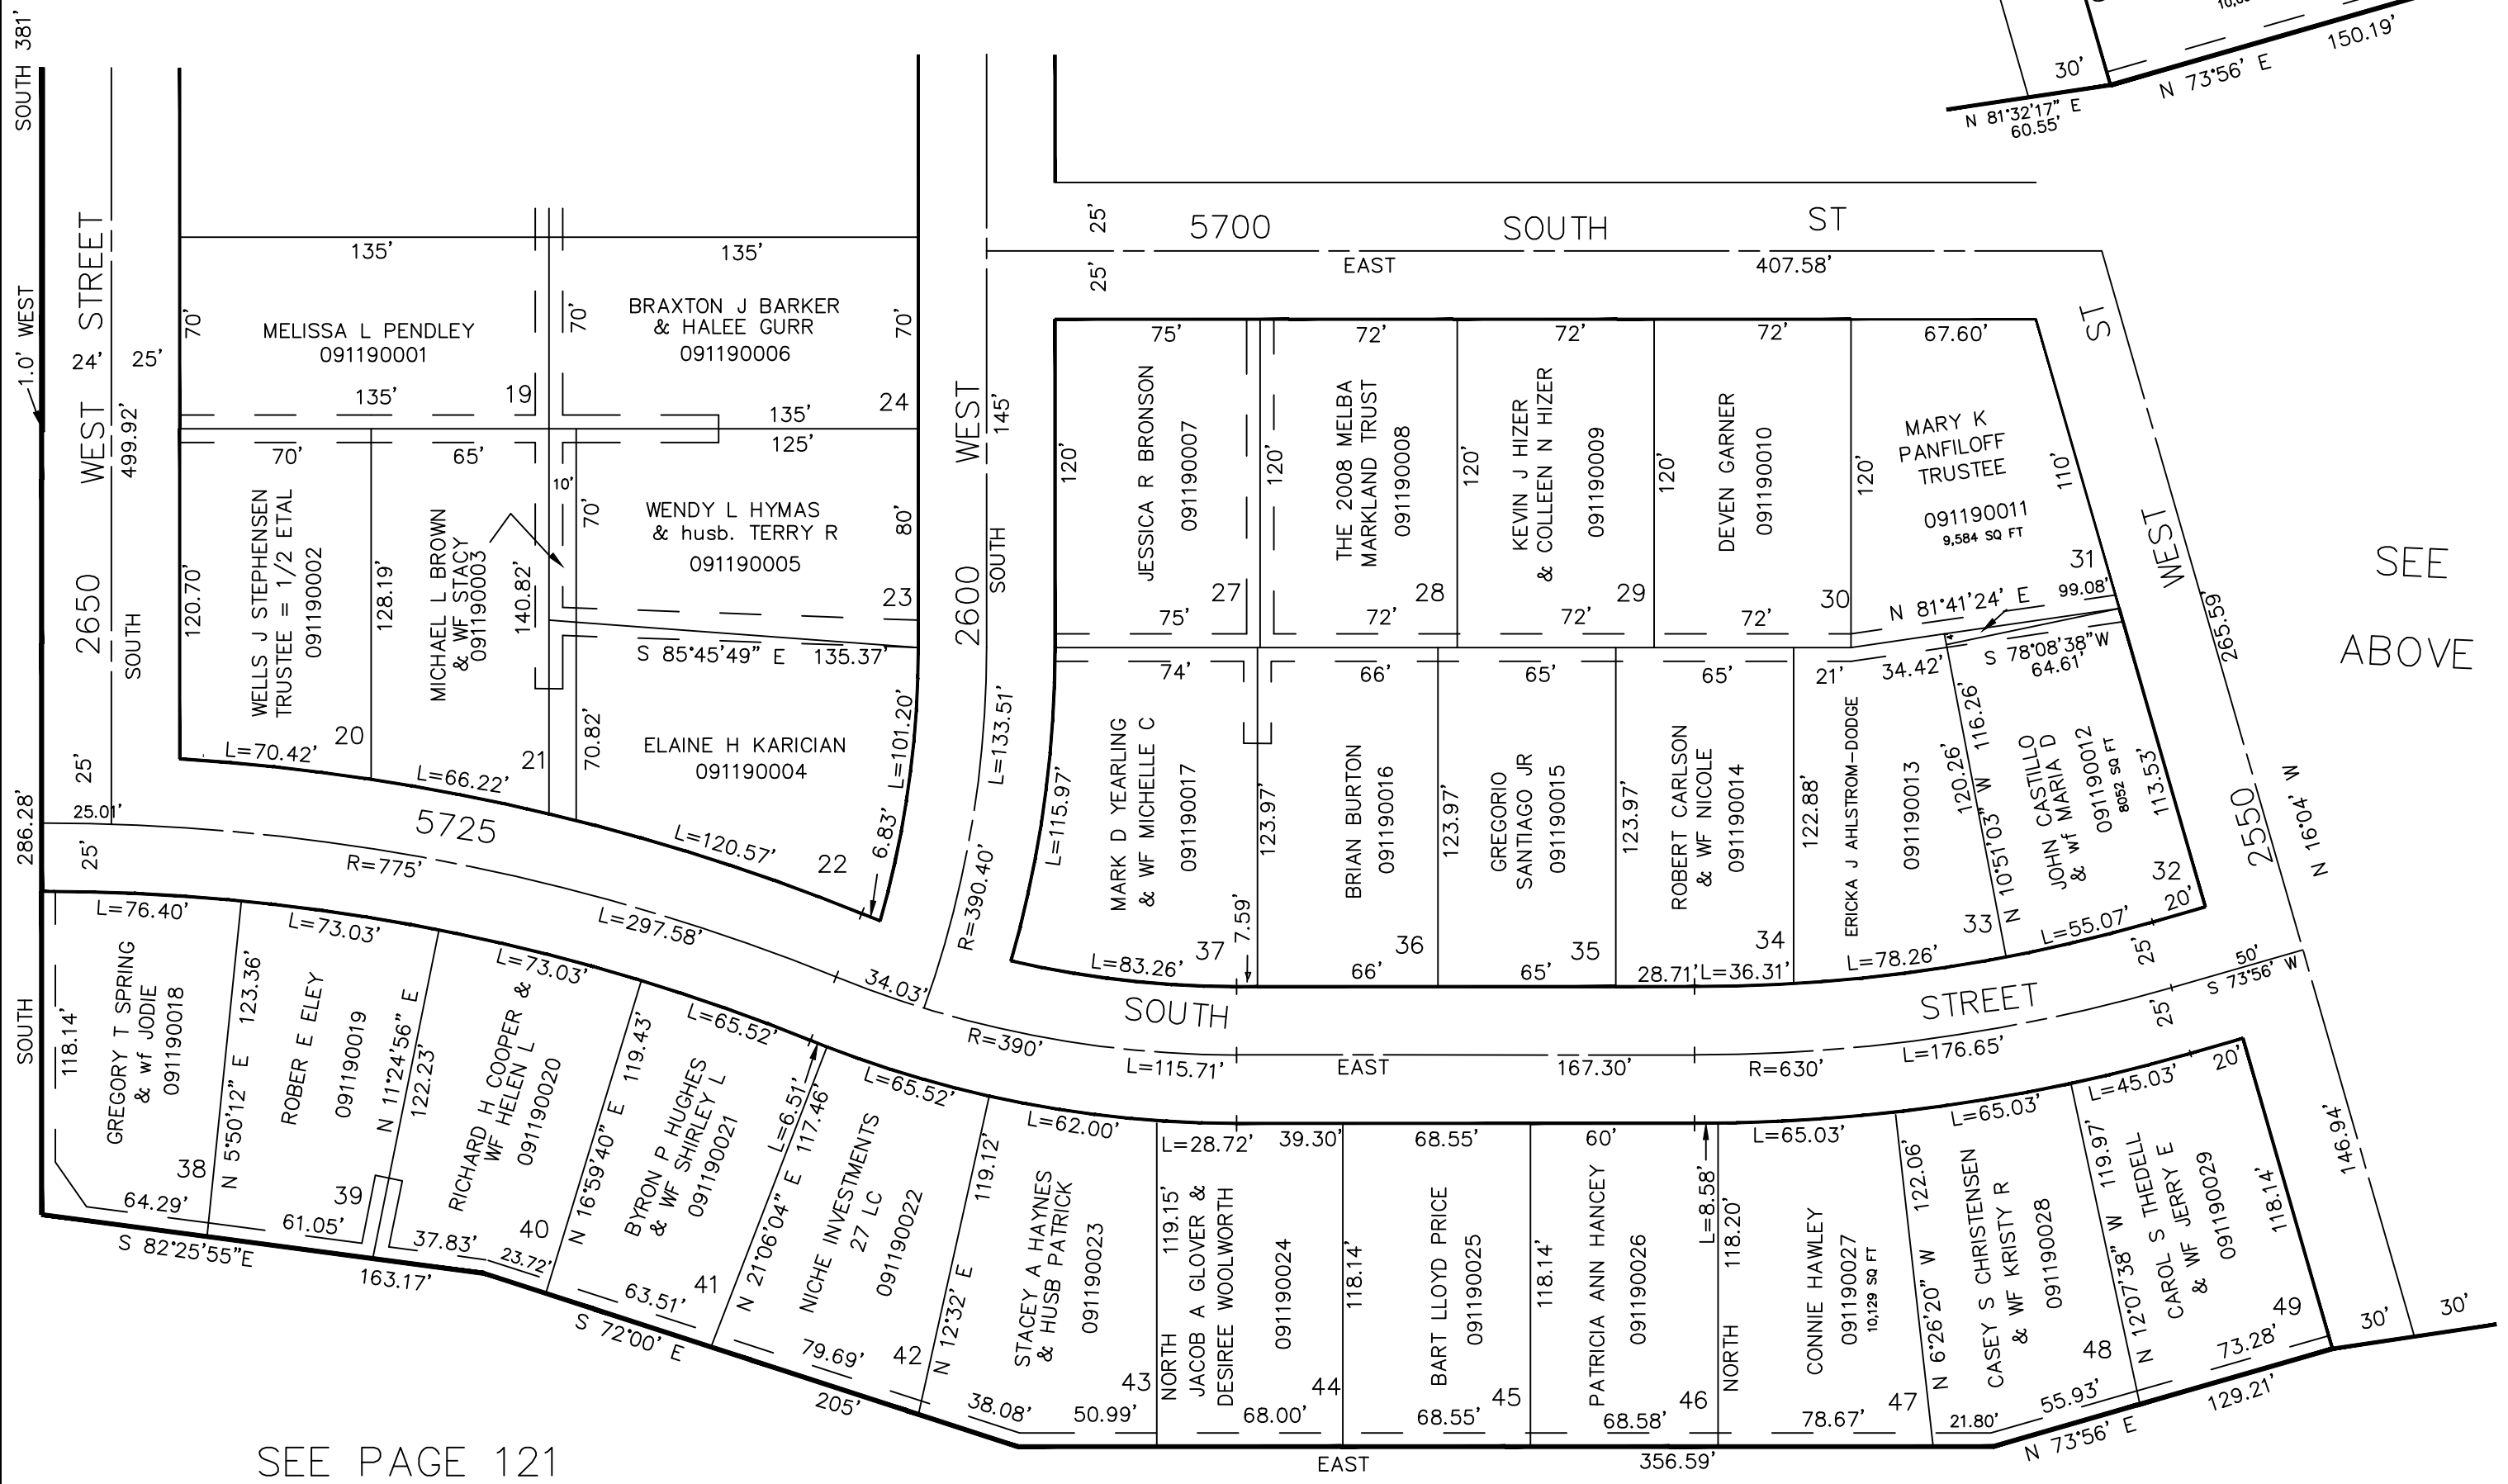 SOUTH 381'
1.0' WEST
286.28'
SOUTH
2650 WEST STREET
24'
25'
499.92'
SOUTH
25'
25.01'
25'
135'
135'
70'
MELISSA L PENDLEY
091190001
70'
135'
19
BRAXTON J BARKER
& HALEE GURR
091190006
70'
24
135'
125'
70'
65'
10'
WELLS J STEPHENSEN
TRUSTEE = 1/2 ETAL
091190002
120.70'
128.19'
20
L=70.42'
MICHAEL L BROWN
& WF STACY
091190003
140.82'
21
L=66.22'
70'
WENDY L HYMAS
& husb. TERRY R
091190005
80'
23
S 85°45'49" E 135.37'
ELAINE H KARICIAN
091190004
70.82'
L=101.20'
6.83'
22
L=120.57'
5725
R=775'
L=297.58'
34.03'
2600 WEST
145'
SOUTH
L=133.51'
R=390.40'
25'
25'
5700 SOUTH ST
EAST 407.58'
30'
N 81°32'17" E
60.55'
N 73°56' E
150.19'
75'
72'
72'
72'
67.60'
120'
JESSICA R BRONSON
091190007
27
75'
120'
THE 2008 MELBA
MARKLAND TRUST
091190008
28
72'
120'
KEVIN J HIZER
& COLLEEN N HIZER
091190009
29
72'
120'
DEVEN GARNER
091190010
30
72'
120'
MARY K
PANFILOFF
TRUSTEE
091190011
9,584 SQ FT
110'
31
N 81°41'24" E
99.08'
S 78°08'38"W
64.61'
2550 WEST ST
265.59'
N 16°04' W
SEE
ABOVE
74'
66'
65'
65'
21'
34.42'
L=115.97'
MARK D YEARLING
& WF MICHELLE C
091190017
37
7.59'
L=83.26'
123.97'
BRIAN BURTON
091190016
36
66'
123.97'
GREGORIO
SANTIAGO JR
091190015
35
65'
123.97'
ROBERT CARLSON
& WF NICOLE
091190014
34
28.71'
L=36.31'
122.88'
ERICKA J AHLSTROM-DODGE
091190013
33
L=78.26'
120.26'
116.26'
N 10°51'03" W
JOHN CASTILLO
& wf MARIA D
091190012
8052 SQ FT
113.53'
32
20'
L=55.07'
25'
50'
S 73°56' W
25'
SOUTH STREET
R=390'
L=115.71'
EAST 167.30'
R=630'
L=176.65'
L=76.40'
118.14'
GREGORY T SPRING
& wf JODIE
091190018
38
64.29'
N 5°50'12" E 123.36'
L=73.03'
ROBER E ELEY
091190019
39
61.05'
N 11°24'56" E
122.23'
L=73.03'
RICHARD H COOPER &
WF HELEN L
091190020
40
37.83'
23.72'
N 16°59'40" E 119.43'
L=65.52'
BYRON P HUGHES
& WF SHIRLEY L
091190021
41
63.51'
L=6.51'
N 21°06'04" E 117.46'
L=65.52'
NICHE INVESTMENTS
27 LC
091190022
42
79.69'
N 12°32' E 119.12'
L=62.00'
STACEY A HAYNES
& HUSB PATRICK
091190023
43
38.08'
50.99'
NORTH 119.15'
L=28.72'
39.30'
JACOB A GLOVER &
DESIREE WOOLWORTH
091190024
44
68.00'
118.14'
68.55'
BART LLOYD PRICE
091190025
45
68.55'
118.14'
60'
PATRICIA ANN HANCEY
091190026
46
68.58'
L=8.58'
NORTH 118.20'
L=65.03'
CONNIE HAWLEY
091190027
10,129 SQ FT
47
78.67'
N 6°26'20" W 122.06'
L=65.03'
CASEY S CHRISTENSEN
& WF KRISTY R
091190028
48
21.80'
55.93'
N 12°07'38" W 119.97'
L=45.03'
20'
CAROL S THEDELL
& WF JERRY E
091190029
118.14'
49
73.28'
146.94'
30'
30'
S 82°25'55"E
163.17'
S 72°00' E
205'
EAST 356.59'
N 73°56' E
129.21'
SEE PAGE 121